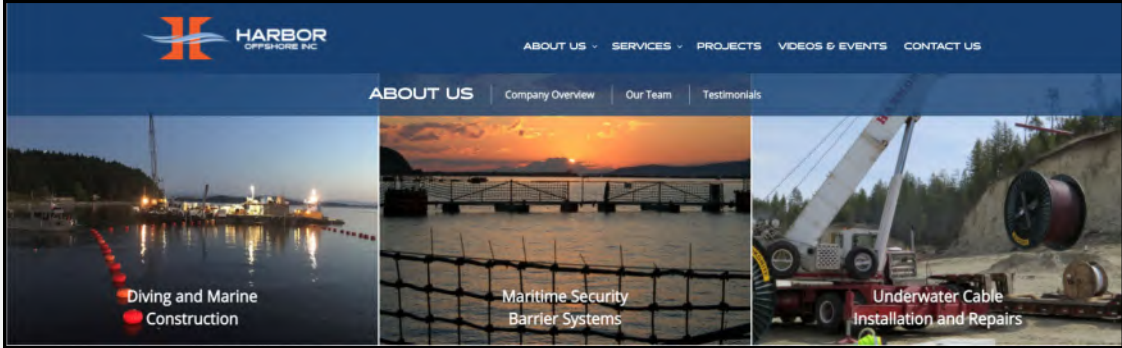 HARBOR
OFFSHORE INC
ABOUT US SERVICES PROJECTS VIDEOS & EVENTS CONTACT US
ABOUT US Company Overview Our Team Testimonials
Diving and Marine
Construction
Maritime Security
Barrier Systems
Underwater Cable
Installation and Repairs